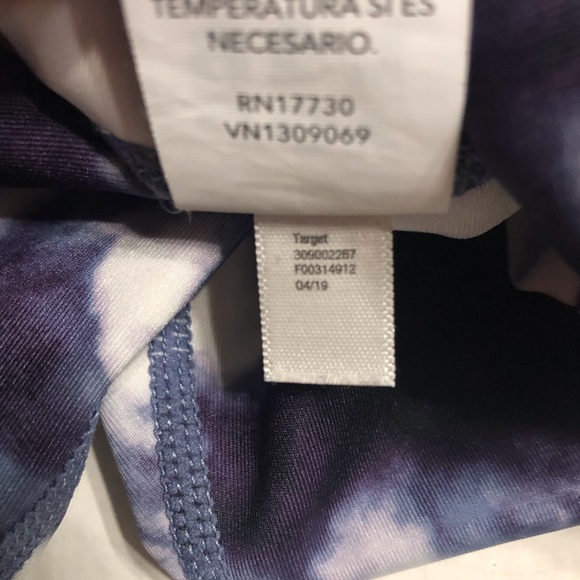 TEMPERATURA SI ES
NECESARIO.
RN17730
VN1309069
Target
309002267
F00314912
04/19